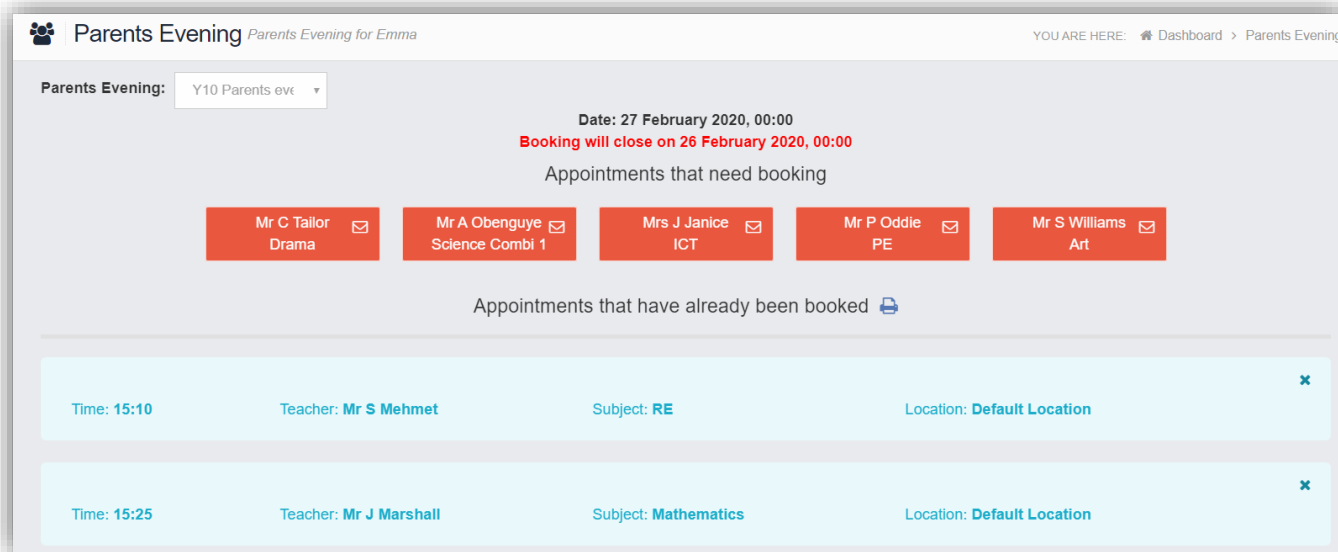 Parents Evening Parents Evening for Emma
YOU ARE HERE: Dashboard > Parents Evening
Parents Evening: Y10 Parents eve
Date: 27 February 2020, 00:00
Booking will close on 26 February 2020, 00:00
Appointments that need booking
Mr C Tailor
Drama
Mr A Obenguye
Science Combi 1
Mrs J Janice
ICT
Mr P Oddie
PE
Mr S Williams
Art
Appointments that have already been booked
Time: 15:10 Teacher: Mr S Mehmet Subject: RE Location: Default Location
Time: 15:25 Teacher: Mr J Marshall Subject: Mathematics Location: Default Location